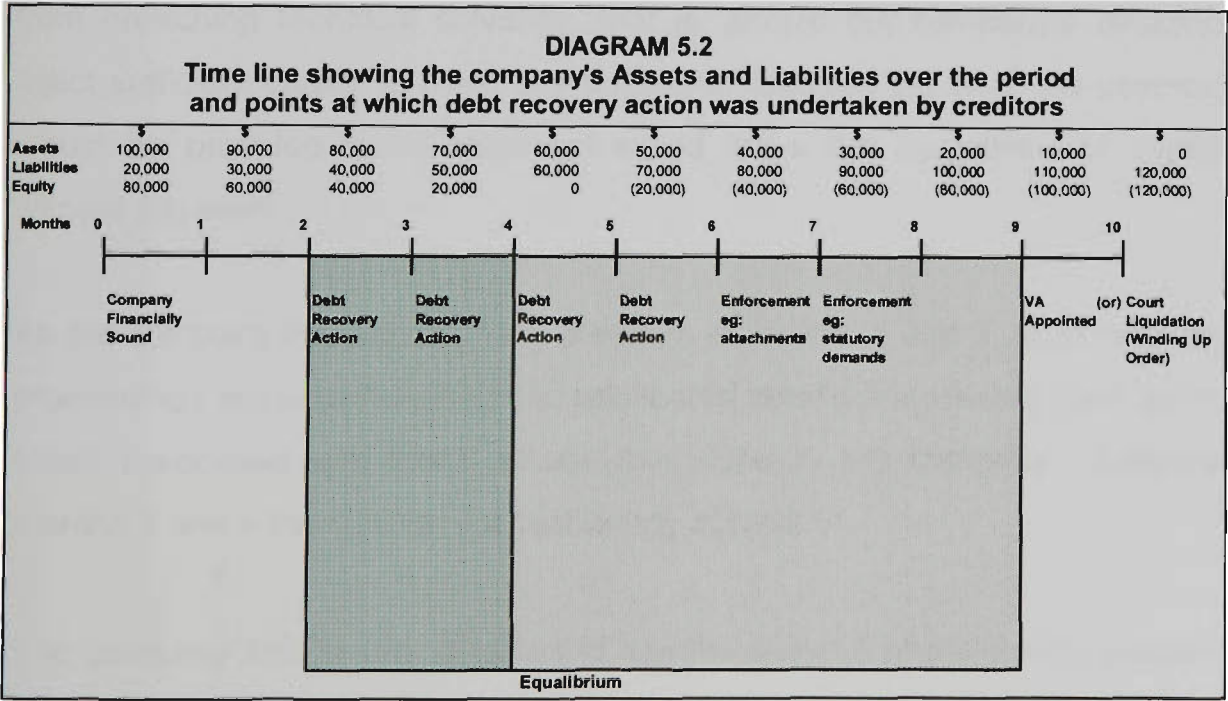 DIAGRAM 5.2
Time line showing the company's Assets and Liabilities over the period
and points at which debt recovery action was undertaken by creditors
$ $ $ $ $ $ $ $ $ $ $
Assets 100,000 90,000 80,000 70,000 60,000 50,000 40,000 30,000 20,000 10,000 0
Liabilities 20,000 30,000 40,000 50,000 60,000 70,000 80,000 90,000 100,000 110,000 120,000
Equity 80,000 60,000 40,000 20,000 0 (20,000) (40,000) (60,000) (80,000) (100,000) (120,000)
Months 0 1 2 3 4 5 6 7 8 9 10
Company
Financially
Sound
Debt
Recovery
Action
Debt
Recovery
Action
Debt
Recovery
Action
Debt
Recovery
Action
Enforcement
eg:
attachments
Enforcement
eg:
statutory
demands
VA
Appointed
(or) Court
Liquidation
(Winding Up
Order)
Equalibrium